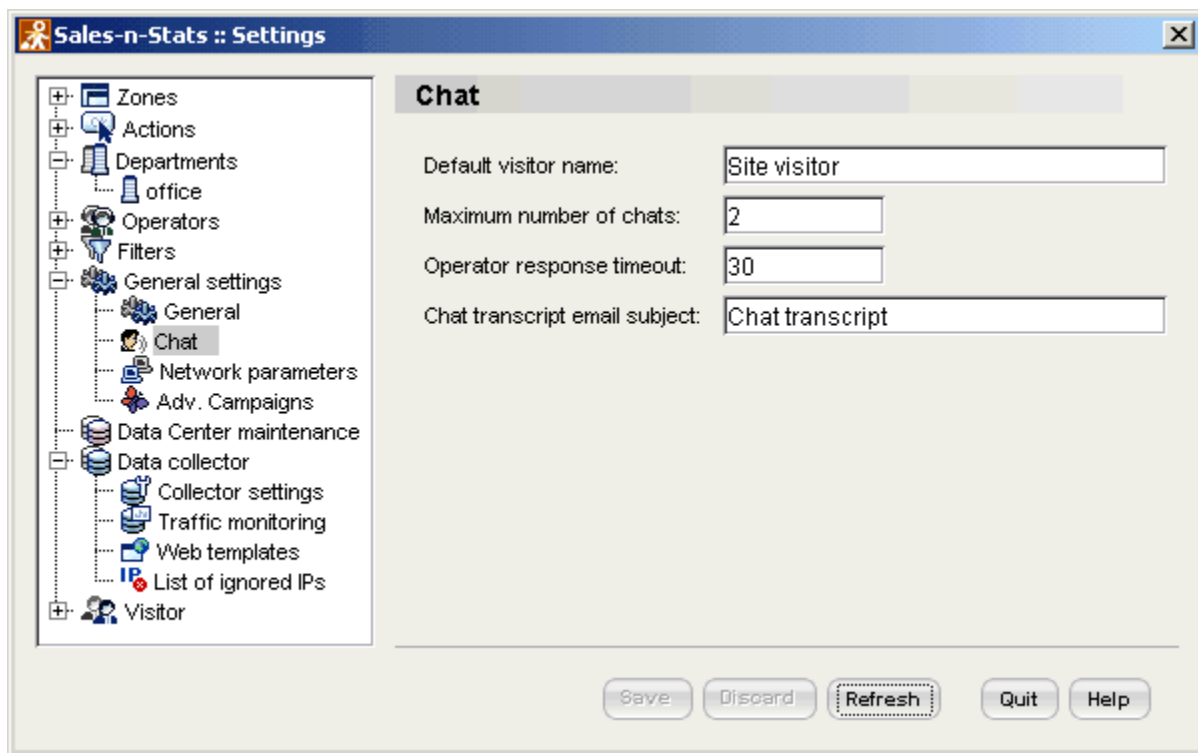 Sales-n-Stats :: Settings
Zones
Actions
Departments
office
Operators
Filters
General settings
General
Chat
Network parameters
Adv. Campaigns
Data Center maintenance
Data collector
Collector settings
Traffic monitoring
Web templates
IP List of ignored IPs
Visitor
Chat
Default visitor name: Site visitor
Maximum number of chats: 2
Operator response timeout: 30
Chat transcript email subject: Chat transcript
Save Discard Refresh Quit Help